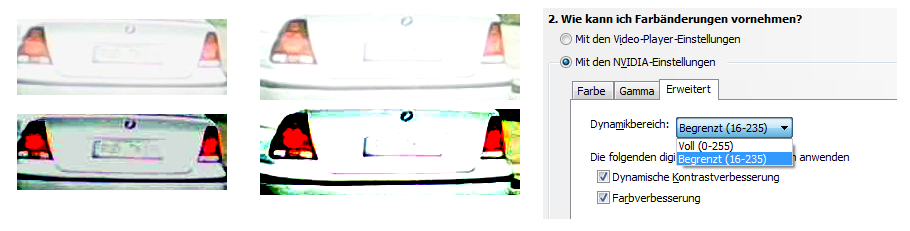 2. Wie kann ich Farbänderungen vornehmen?
Mit den Video-Player-Einstellungen
Mit den NVIDIA-Einstellungen
Farbe Gamma Erweitert
Dynamikbereich: Begrenzt (16-235)
Voll (0-255)
Begrenzt (16-235)
Die folgenden digi anwenden
Dynamische Kontrastverbesserung
Farbverbesserung